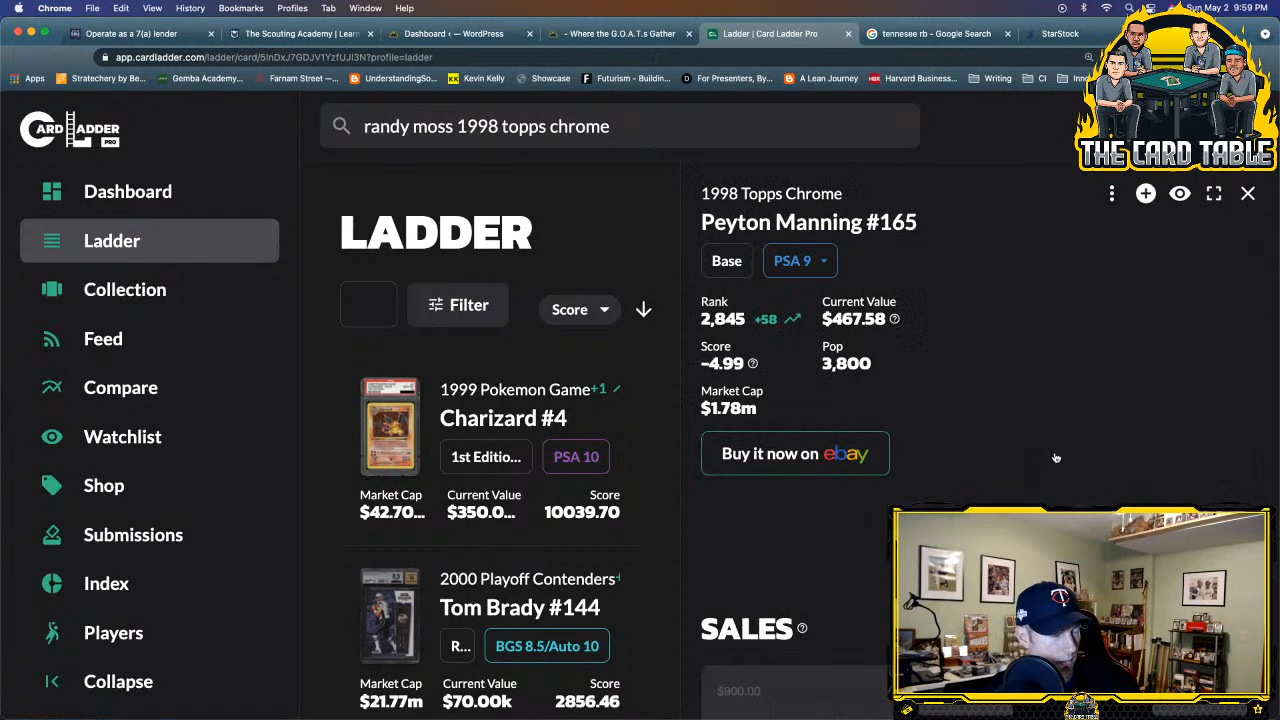 Chrome File Edit View History Bookmarks Profiles Tab Window Help
Sun May 2 9:59 PM
Operate as a 7(a) lender
The Scouting Academy | Learn
Dashboard ‹ — WordPress
- Where the G.O.A.Ts Gather
Ladder | Card Ladder Pro
tennesee rb - Google Search
StarStock
app.cardladder.com/ladder/card/5InDxJ7GDJV1YzfUJI3N?profile=ladder
Apps
Stratechery by Be...
Gemba Academy...
Farnam Street...
UnderstandingSo...
Kevin Kelly
Showcase
Futurism - Buildin...
For Presenters, By...
A Lean Journey
Harvard Business...
Writing
THE CARD TABLE
CARD LADDER
PRO
randy moss 1998 topps chrome
Dashboard
Ladder
Collection
Feed
Compare
Watchlist
Shop
Submissions
Index
Players
Collapse
LADDER
Filter
Score
1999 Pokemon Game +1
Charizard #4
1st Editio... PSA 10
Market Cap Current Value Score
$42.70... $350.0... 10039.70
2000 Playoff Contenders
Tom Brady #144
R... BGS 8.5/Auto 10
Market Cap Current Value Score
$21.77m $70.00k 2856.46
1998 Topps Chrome
Peyton Manning #165
Base PSA 9
Rank Current Value
2,845 +58 $467.58
Score Pop
-4.99 3,800
Market Cap
$1.78m
Buy it now on ebay
SALES
$900.00